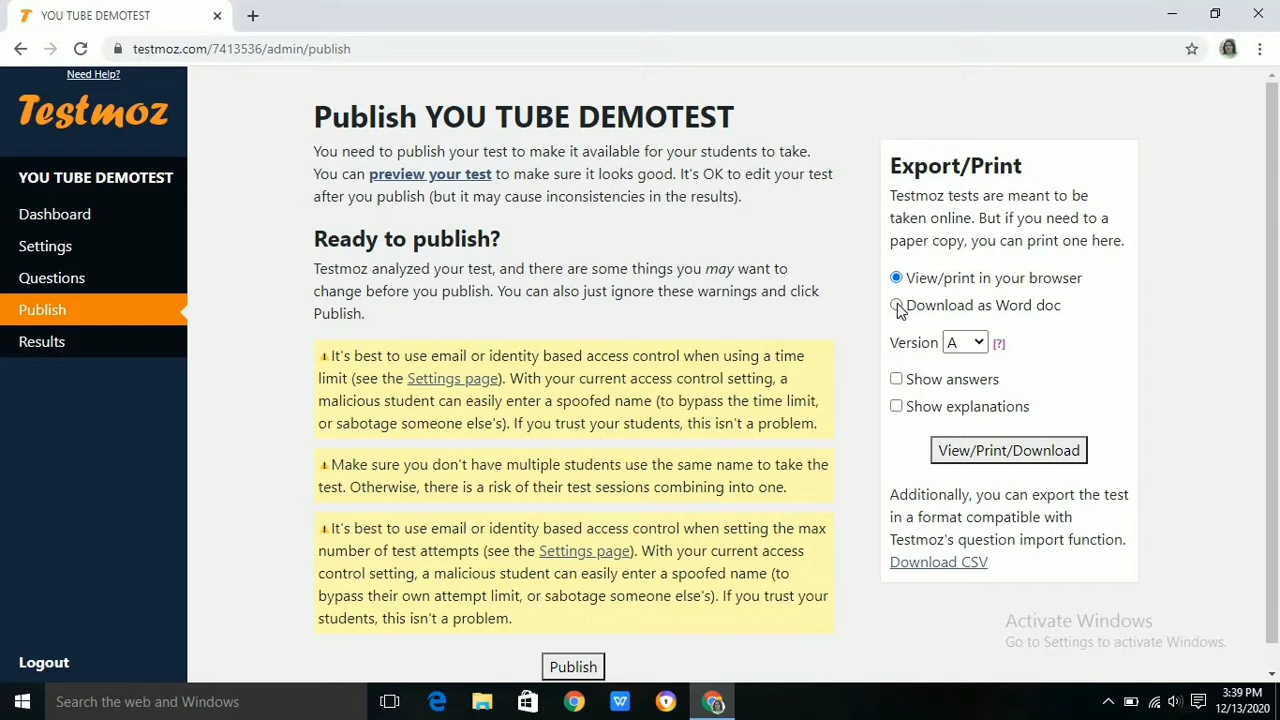 YOU TUBE DEMOTEST
testmoz.com/7413536/admin/publish
Need Help?
Testmoz
YOU TUBE DEMOTEST
Dashboard
Settings
Questions
Publish
Results
Logout
Publish YOU TUBE DEMOTEST
You need to publish your test to make it available for your students to take.
You can preview your test to make sure it looks good. It's OK to edit your test
after you publish (but it may cause inconsistencies in the results).
Ready to publish?
Testmoz analyzed your test, and there are some things you may want to
change before you publish. You can also just ignore these warnings and click
Publish.
It's best to use email or identity based access control when using a time
limit (see the Settings page). With your current access control setting, a
malicious student can easily enter a spoofed name (to bypass the time limit,
or sabotage someone else's). If you trust your students, this isn't a problem.
Make sure you don't have multiple students use the same name to take the
test. Otherwise, there is a risk of their test sessions combining into one.
It's best to use email or identity based access control when setting the max
number of test attempts (see the Settings page). With your current access
control setting, a malicious student can easily enter a spoofed name (to
bypass their own attempt limit, or sabotage someone else's). If you trust your
students, this isn't a problem.
Publish
Export/Print
Testmoz tests are meant to be
taken online. But if you need to a
paper copy, you can print one here.
View/print in your browser
Download as Word doc
Version A [?]
Show answers
Show explanations
View/Print/Download
Additionally, you can export the test
in a format compatible with
Testmoz's question import function.
Download CSV
Activate Windows
Go to Settings to activate Windows.
Search the web and Windows
3:39 PM
12/13/2020